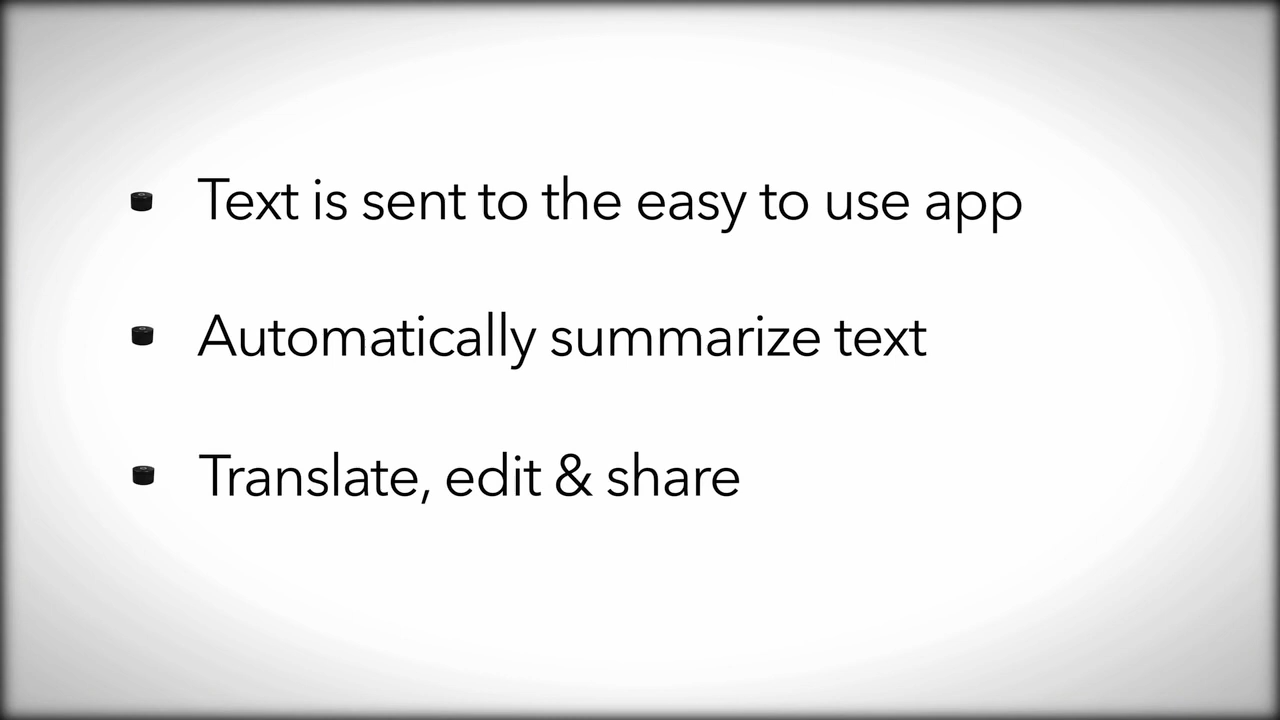 Text is sent to the easy to use app
Automatically summarize text
Translate, edit & share